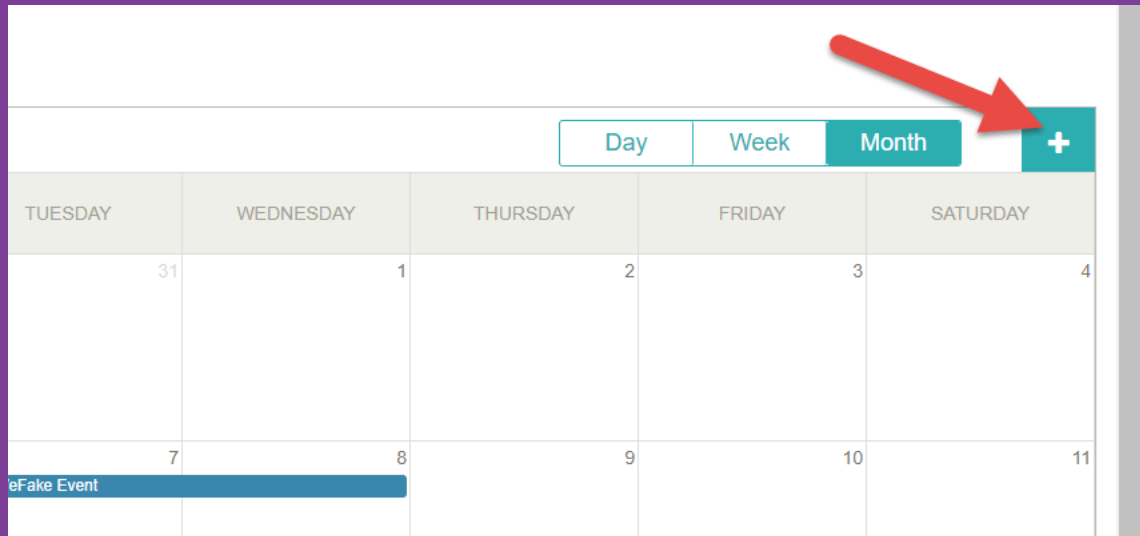 Day Week Month +
TUESDAY WEDNESDAY THURSDAY FRIDAY SATURDAY
31 1 2 3 4
7 8 9 10 11
eFake Event